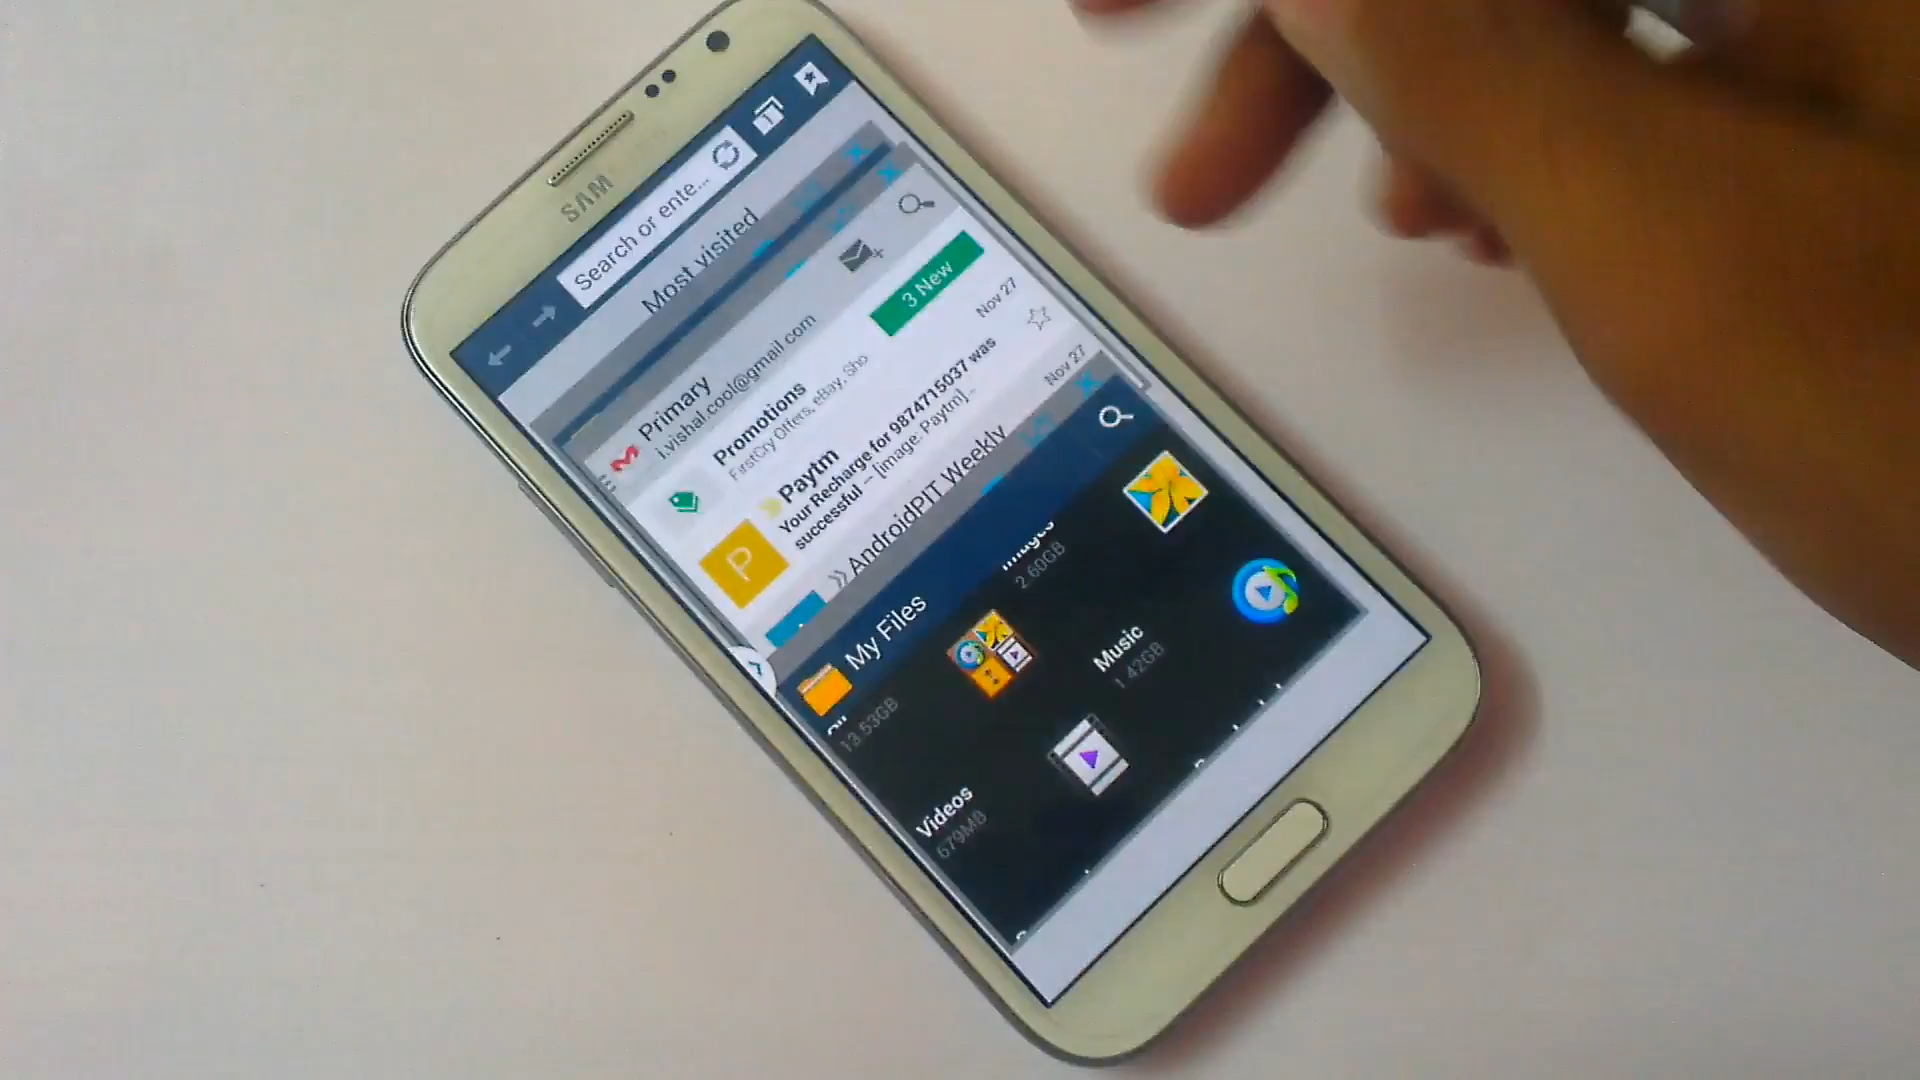 SAM
Search or ente...
1
Most visited
Primary
i.vishal.cool@gmail.com
3 New
Promotions
FirstCry Offers, eBay, Sho
Nov 27
Paytm
Your Recharge for 9874715037 was
successful – [image: Paytm]...
P
Nov 27
AndroidPIT Weekly
My Files
All
13.53GB
Images
2.60GB
Videos
679MB
Music
1.42GB